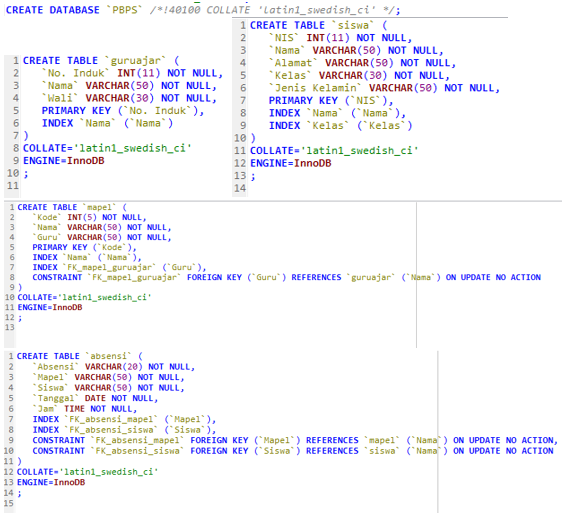 CREATE DATABASE `PBPS` /*!40100 COLLATE 'latin1_swedish_ci' */;
1 CREATE TABLE `guruajar` (
2 `No. Induk` INT(11) NOT NULL,
3 `Nama` VARCHAR(50) NOT NULL,
4 `Wali` VARCHAR(30) NOT NULL,
5 PRIMARY KEY (`No. Induk`),
6 INDEX `Nama` (`Nama`)
7 )
8 COLLATE='latin1_swedish_ci'
9 ENGINE=InnoDB
10 ;
11
1 CREATE TABLE `siswa` (
2 `NIS` INT(11) NOT NULL,
3 `Nama` VARCHAR(50) NOT NULL,
4 `Alamat` VARCHAR(50) NOT NULL,
5 `Kelas` VARCHAR(30) NOT NULL,
6 `Jenis Kelamin` VARCHAR(50) NOT NULL,
7 PRIMARY KEY (`NIS`),
8 INDEX `Nama` (`Nama`),
9 INDEX `Kelas` (`Kelas`)
10 )
11 COLLATE='latin1_swedish_ci'
12 ENGINE=InnoDB
13 ;
14
1 CREATE TABLE `mapel` (
2 `Kode` INT(5) NOT NULL,
3 `Nama` VARCHAR(50) NOT NULL,
4 `Guru` VARCHAR(50) NOT NULL,
5 PRIMARY KEY (`Kode`),
6 INDEX `Nama` (`Nama`),
7 INDEX `FK_mapel_guruajar` (`Guru`),
8 CONSTRAINT `FK_mapel_guruajar` FOREIGN KEY (`Guru`) REFERENCES `guruajar` (`Nama`) ON UPDATE NO ACTION
9 )
10 COLLATE='latin1_swedish_ci'
11 ENGINE=InnoDB
12 ;
13
1 CREATE TABLE `absensi` (
2 `Absensi` VARCHAR(20) NOT NULL,
3 `Mapel` VARCHAR(50) NOT NULL,
4 `Siswa` VARCHAR(50) NOT NULL,
5 `Tanggal` DATE NOT NULL,
6 `Jam` TIME NOT NULL,
7 INDEX `FK_absensi_mapel` (`Mapel`),
8 INDEX `FK_absensi_siswa` (`Siswa`),
9 CONSTRAINT `FK_absensi_mapel` FOREIGN KEY (`Mapel`) REFERENCES `mapel` (`Nama`) ON UPDATE NO ACTION,
10 CONSTRAINT `FK_absensi_siswa` FOREIGN KEY (`Siswa`) REFERENCES `siswa` (`Nama`) ON UPDATE NO ACTION
11 )
12 COLLATE='latin1_swedish_ci'
13 ENGINE=InnoDB
14 ;
15